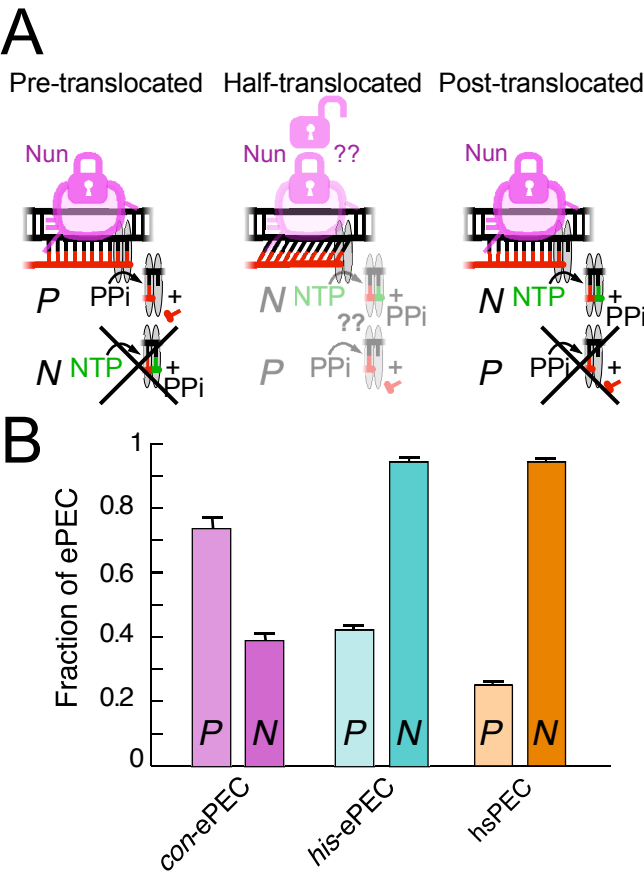 A
Pre-translocated Half-translocated Post-translocated
Nun Nun ?? Nun
P PPi + N NTP + PPi N NTP + PPi
??
N NTP + PPi P PPi + P PPi +
B
Fraction of ePEC
1
0.8
0.6
0.4
0.2
0
P N P N P N
con-ePEC his-ePEC hsPEC